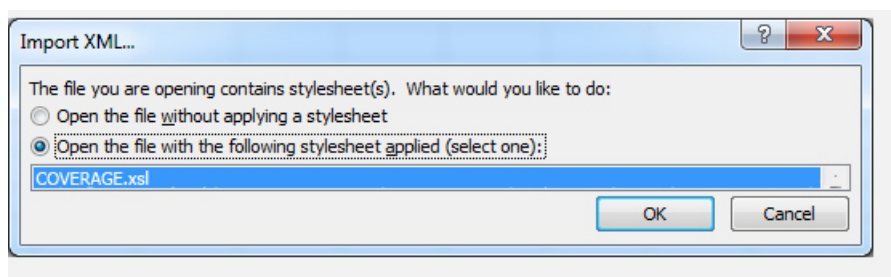 Import XML...
The file you are opening contains stylesheet(s). What would you like to do:
Open the file without applying a stylesheet
Open the file with the following stylesheet applied (select one):
COVERAGE.xsl
OK Cancel